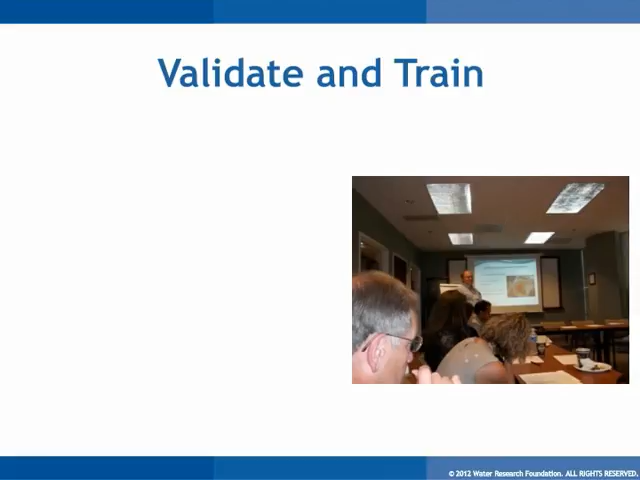 Validate and Train
© 2012 Water Research Foundation. ALL RIGHTS RESERVED.